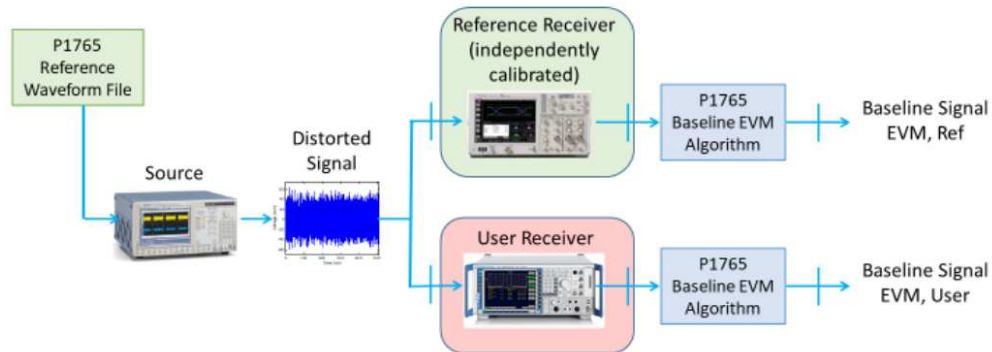 P1765
Reference
Waveform File
Source
Distorted
Signal
Reference Receiver
(independently
calibrated)
P1765
Baseline EVM
Algorithm
Baseline Signal
EVM, Ref
User Receiver
P1765
Baseline EVM
Algorithm
Baseline Signal
EVM, User